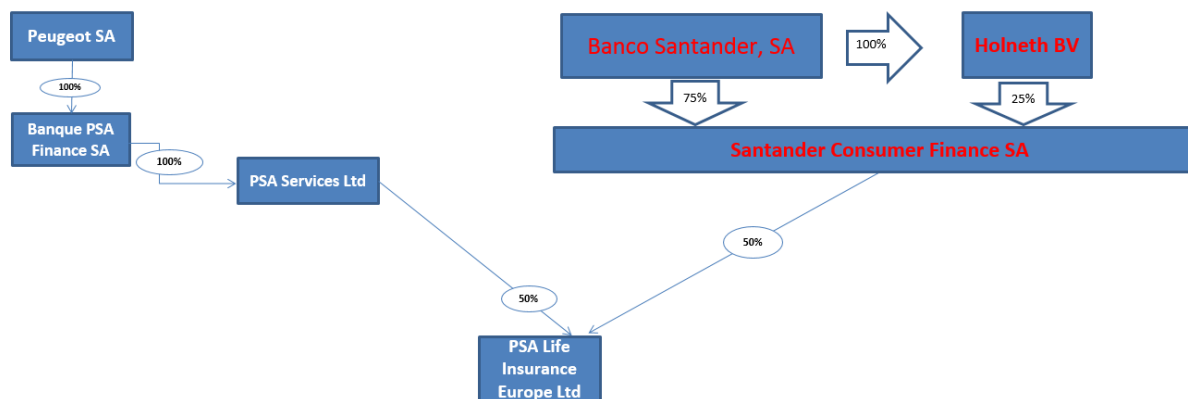 Peugeot SA
Banco Santander, SA
100%
Holneth BV
100%
75%
25%
Banque PSA
Finance SA
100%
Santander Consumer Finance SA
PSA Services Ltd
50%
50%
PSA Life
Insurance
Europe Ltd